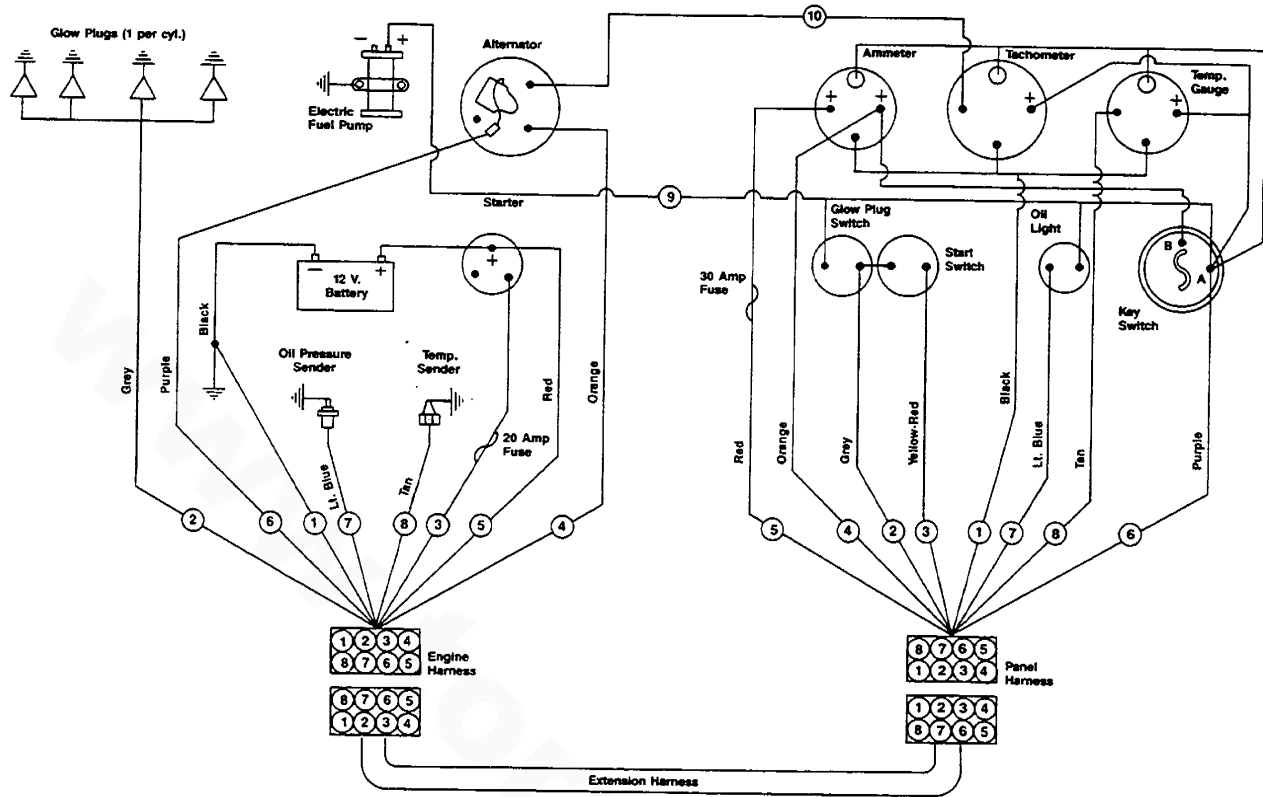 Glow Plugs (1 per cyl.)
− +
Electric
Fuel Pump
Alternator
10
Ammeter
Tachometer
Temp.
Gauge
+ +
+
+
9
Starter
+
− +
12 V.
Battery
Glow Plug
Switch
Start
Switch
Oil
Light
B
A
Key
Switch
30 Amp
Fuse
Black
Oil Pressure
Sender
Temp.
Sender
20 Amp
Fuse
Grey
Purple
Lt. Blue
Tan
Red
Orange
Red
Orange
Grey
Yellow-Red
Black
Lt. Blue
Tan
Purple
2 6 1 7 8 3 5 4
5 4 2 3 1 7 8 6
1 2 3 4
8 7 6 5
Engine
Harness
8 7 6 5
1 2 3 4
8 7 6 5
1 2 3 4
Panel
Harness
1 2 3 4
8 7 6 5
Extension Harness